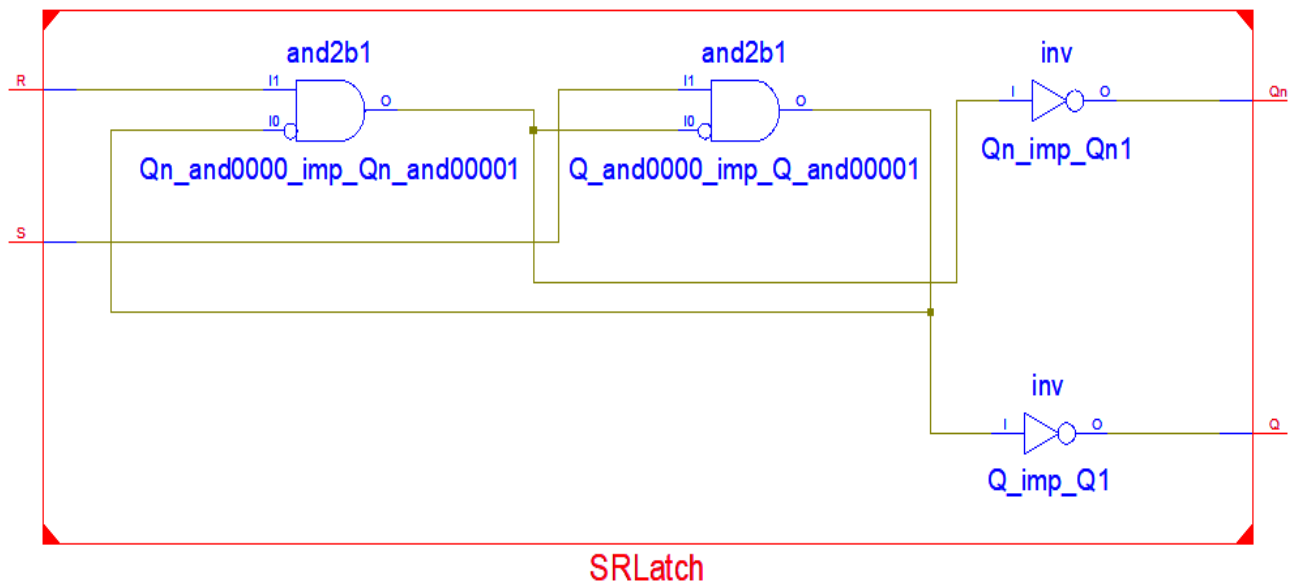 and2b1
and2b1
inv
R
I1
O
I0
I1
O
I0
I
O
Qn
Qn_and0000_imp_Qn_and00001
Q_and0000_imp_Q_and00001
Qn_imp_Qn1
S
inv
I
O
Q
Q_imp_Q1
SRLatch